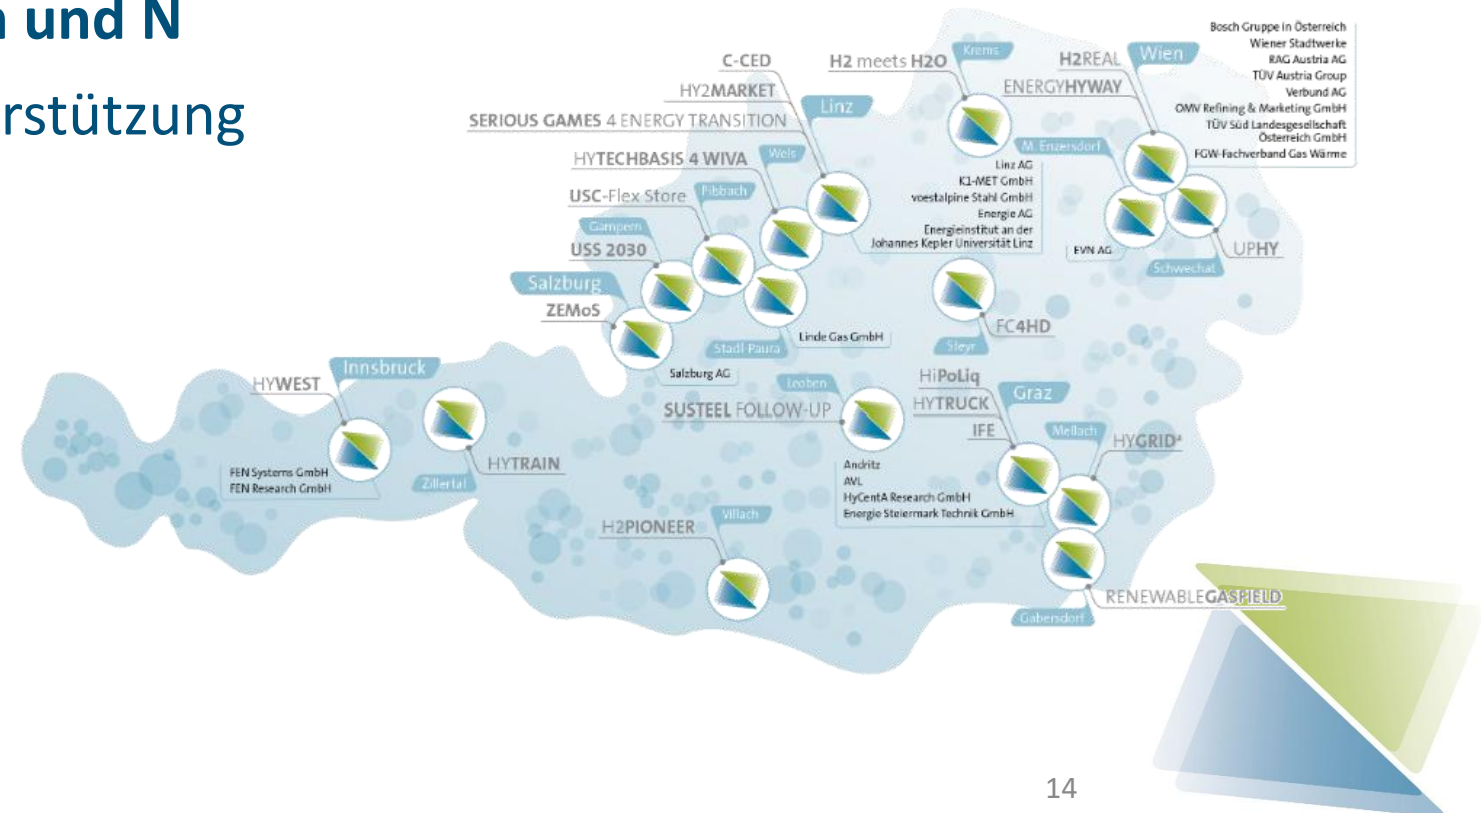 n und N
rstützung
C-CED
HY2MARKET
SERIOUS GAMES 4 ENERGY TRANSITION
Linz
HYTECHBASIS 4 WIVA
Wels
USC-Flex Store
Pilsbach
Gampern
USS 2030
Salzburg
ZEMoS
Salzburg AG
Stadl Paura
Linde Gas GmbH
H2 meets H2O
Krems
Linz AG
K1-MET GmbH
voestalpine Stahl GmbH
Energie AG
Energieinstitut an der
Johannes Kepler Universität Linz
H2REAL
ENERGYHYWAY
Wien
Bosch Gruppe in Österreich
Wiener Stadtwerke
RAG Austria AG
TÜV Austria Group
Verbund AG
OMV Refining & Marketing GmbH
TÜV Süd Landesgesellschaft
Österreich GmbH
FGW-Fachverband Gas Wärme
M. Enzersdorf
EVN AG
UPHY
Schwechat
FC4HD
Steyr
Innsbruck
HYWEST
FEN Systems GmbH
FEN Research GmbH
HYTRAIN
Zillertal
Leoben
SUSTEEL FOLLOW-UP
HiPoLiq
HYTRUCK
IFE
Graz
Andritz
AVL
HyCentA Research GmbH
Energie Steiermark Technik GmbH
Mellach
HYGRID²
Villach
H2PIONEER
RENEWABLEGASFIELD
Gabersdorf
14